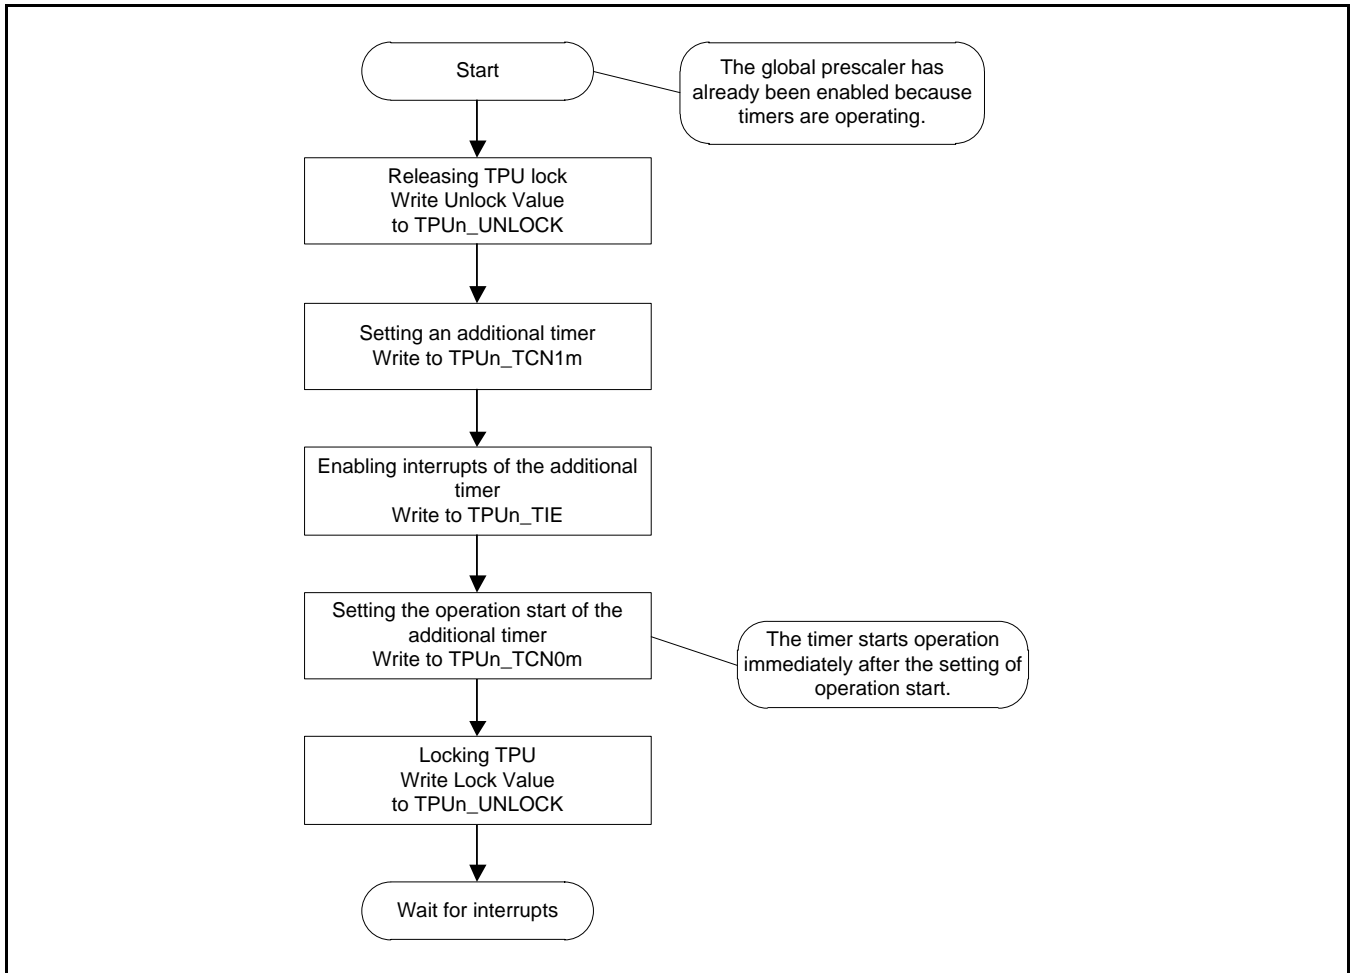 Start
The global prescaler has
already been enabled because
timers are operating.
Releasing TPU lock
Write Unlock Value
to TPUn_UNLOCK
Setting an additional timer
Write to TPUn_TCN1m
Enabling interrupts of the additional
timer
Write to TPUn_TIE
Setting the operation start of the
additional timer
Write to TPUn_TCN0m
The timer starts operation
immediately after the setting of
operation start.
Locking TPU
Write Lock Value
to TPUn_UNLOCK
Wait for interrupts